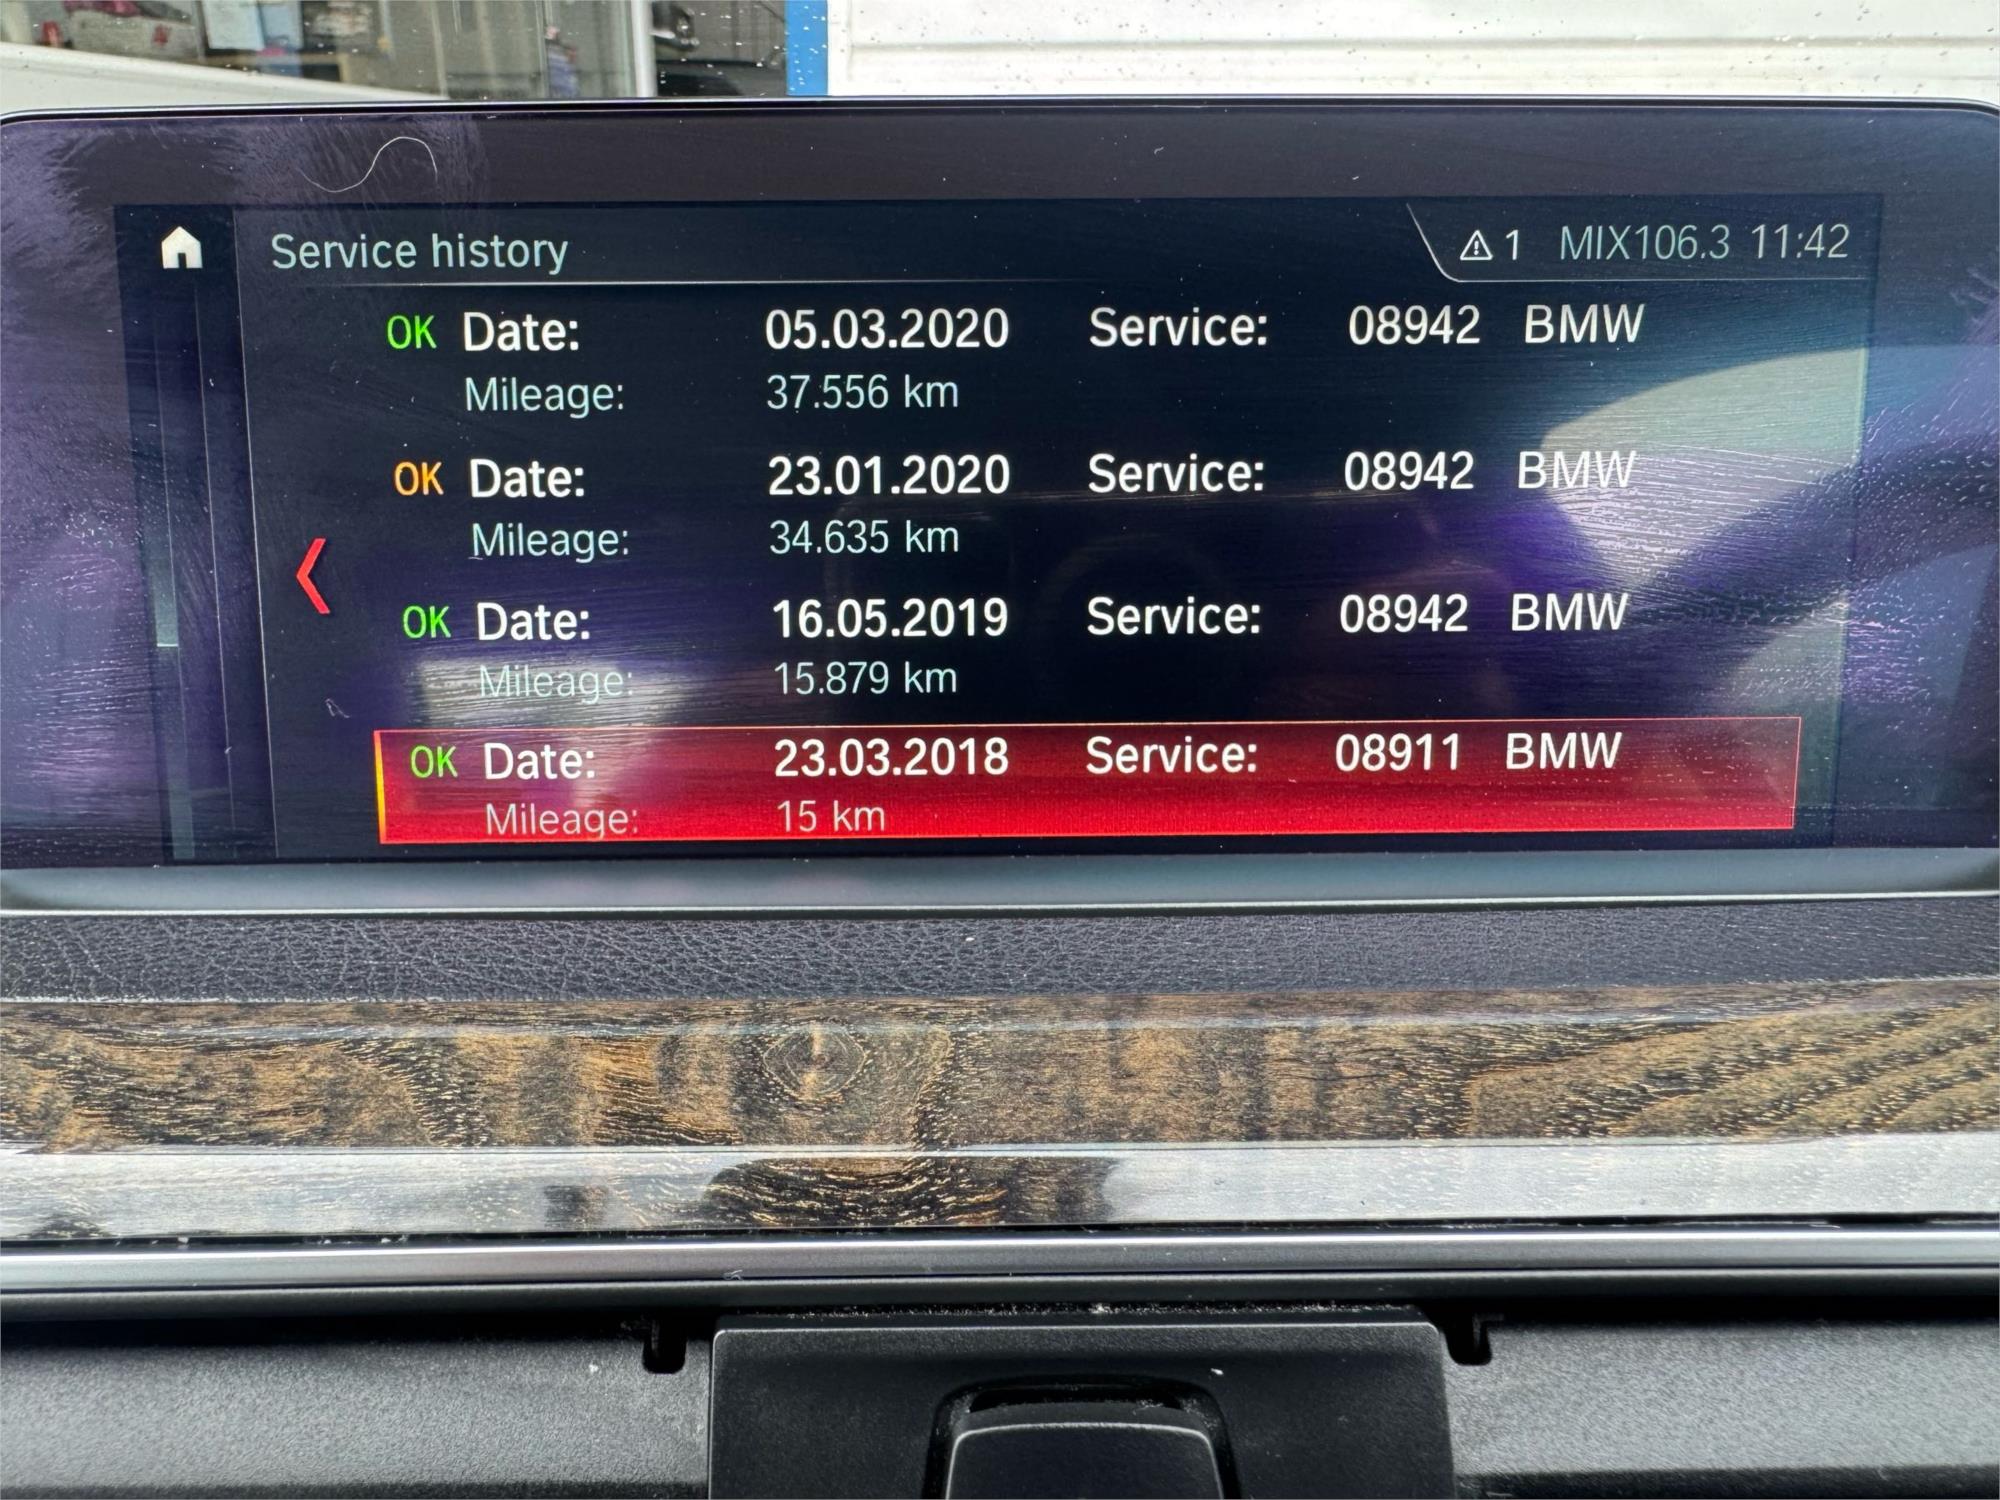 Service history 1 MIX106.3 11:42
OK Date: 05.03.2020 Service: 08942 BMW
Mileage: 37.556 km
OK Date: 23.01.2020 Service: 08942 BMW
Mileage: 34.635 km
OK Date: 16.05.2019 Service: 08942 BMW
Mileage: 15.879 km
OK Date: 23.03.2018 Service: 08911 BMW
Mileage: 15 km